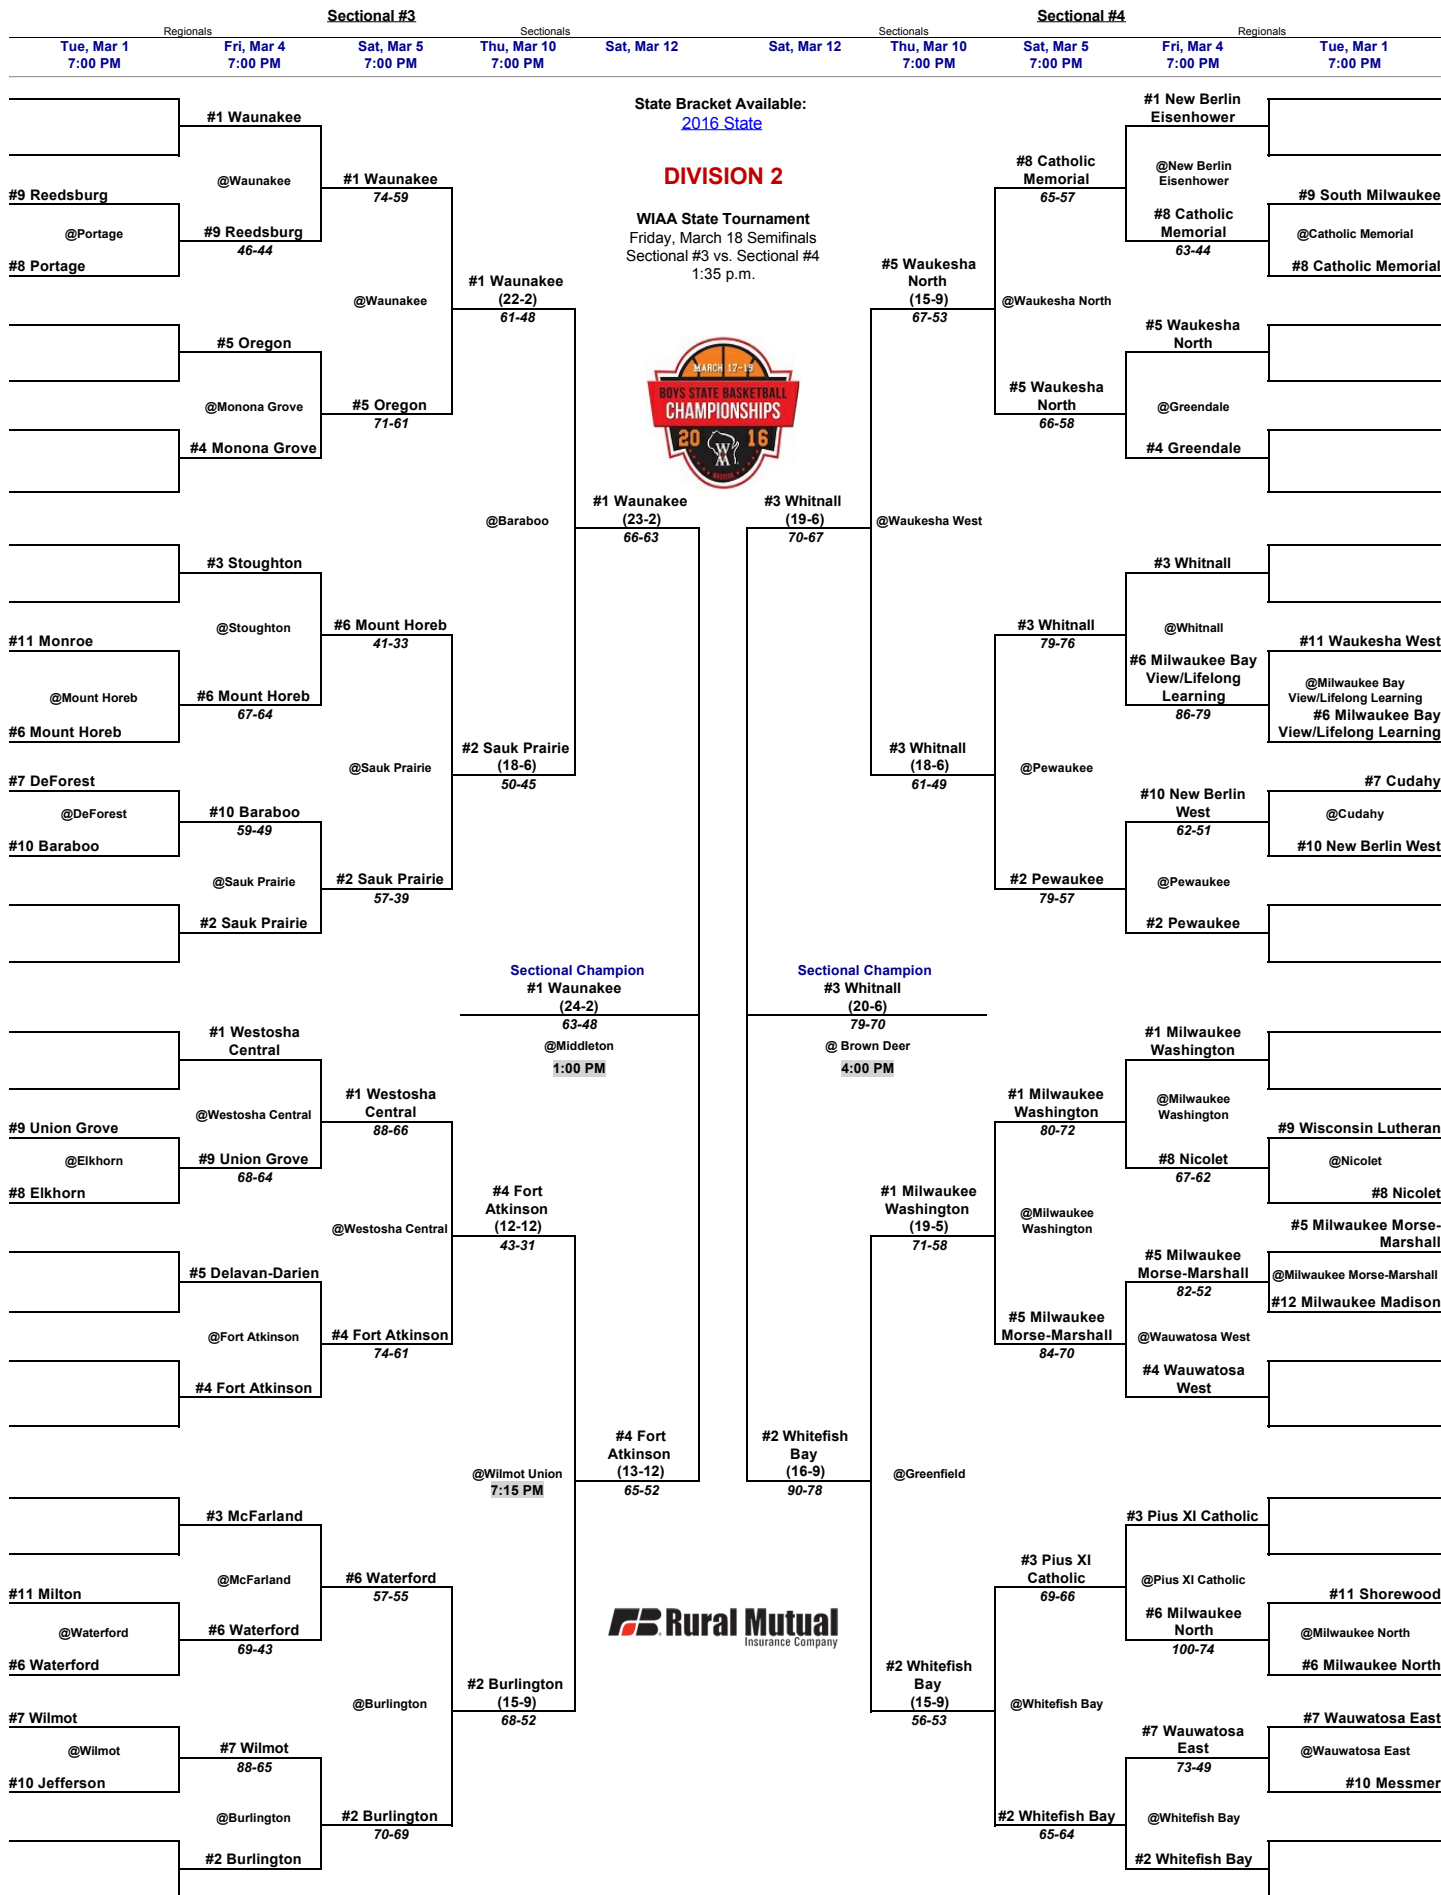 Sectional #3
Sectional #4
Regionals
Sectionals
Sectionals
Regionals
Tue, Mar 1
7:00 PM
Fri, Mar 4
7:00 PM
Sat, Mar 5
7:00 PM
Thu, Mar 10
7:00 PM
Sat, Mar 12
Sat, Mar 12
Thu, Mar 10
7:00 PM
Sat, Mar 5
7:00 PM
Fri, Mar 4
7:00 PM
Tue, Mar 1
7:00 PM
State Bracket Available:
2016 State
DIVISION 2
WIAA State Tournament
Friday, March 18 Semifinals
Sectional #3 vs. Sectional #4
1:35 p.m.
MARCH 17-19
BOYS STATE BASKETBALL
CHAMPIONSHIPS
20 16
MADISON
#9 Reedsburg
@Portage
#8 Portage
#11 Monroe
@Mount Horeb
#6 Mount Horeb
#7 DeForest
@DeForest
#10 Baraboo
#1 Waunakee
@Waunakee
#9 Reedsburg
46-44
#5 Oregon
@Monona Grove
#4 Monona Grove
#3 Stoughton
@Stoughton
#6 Mount Horeb
67-64
#10 Baraboo
59-49
@Sauk Prairie
#2 Sauk Prairie
#1 Waunakee
74-59
@Waunakee
#5 Oregon
71-61
#6 Mount Horeb
41-33
@Sauk Prairie
#2 Sauk Prairie
57-39
#1 Waunakee
(22-2)
61-48
@Baraboo
#2 Sauk Prairie
(18-6)
50-45
#1 Waunakee
(23-2)
66-63
Sectional Champion
#1 Waunakee
(24-2)
63-48
@Middleton
1:00 PM
#9 Union Grove
@Elkhorn
#8 Elkhorn
#11 Milton
@Waterford
#6 Waterford
#7 Wilmot
@Wilmot
#10 Jefferson
#1 Westosha
Central
@Westosha Central
#9 Union Grove
68-64
#5 Delavan-Darien
@Fort Atkinson
#4 Fort Atkinson
#3 McFarland
@McFarland
#6 Waterford
69-43
#7 Wilmot
88-65
@Burlington
#2 Burlington
#1 Westosha
Central
88-66
@Westosha Central
#4 Fort Atkinson
74-61
#6 Waterford
57-55
@Burlington
#2 Burlington
70-69
#4 Fort
Atkinson
(12-12)
43-31
@Wilmot Union
7:15 PM
#2 Burlington
(15-9)
68-52
#4 Fort
Atkinson
(13-12)
65-52
#1 New Berlin
Eisenhower
@New Berlin
Eisenhower
#8 Catholic
Memorial
63-44
#9 South Milwaukee
@Catholic Memorial
#8 Catholic Memorial
#5 Waukesha
North
@Greendale
#4 Greendale
#3 Whitnall
@Whitnall
#6 Milwaukee Bay
View/Lifelong
Learning
86-79
#11 Waukesha West
@Milwaukee Bay
View/Lifelong Learning
#6 Milwaukee Bay
View/Lifelong Learning
#7 Cudahy
@Cudahy
#10 New Berlin West
#10 New Berlin
West
62-51
@Pewaukee
#2 Pewaukee
#8 Catholic
Memorial
65-57
@Waukesha North
#5 Waukesha
North
66-58
#3 Whitnall
79-76
@Pewaukee
#2 Pewaukee
79-57
#5 Waukesha
North
(15-9)
67-53
@Waukesha West
#3 Whitnall
(18-6)
61-49
#3 Whitnall
(19-6)
70-67
Sectional Champion
#3 Whitnall
(20-6)
79-70
@ Brown Deer
4:00 PM
#1 Milwaukee
Washington
@Milwaukee
Washington
#8 Nicolet
67-62
#9 Wisconsin Lutheran
@Nicolet
#8 Nicolet
#5 Milwaukee Morse-
Marshall
@Milwaukee Morse-Marshall
#12 Milwaukee Madison
#5 Milwaukee
Morse-Marshall
82-52
@Wauwatosa West
#4 Wauwatosa
West
#3 Pius XI Catholic
@Pius XI Catholic
#6 Milwaukee
North
100-74
#11 Shorewood
@Milwaukee North
#6 Milwaukee North
#7 Wauwatosa East
@Wauwatosa East
#10 Messmer
#7 Wauwatosa
East
73-49
@Whitefish Bay
#2 Whitefish Bay
#1 Milwaukee
Washington
80-72
@Milwaukee
Washington
#5 Milwaukee
Morse-Marshall
84-70
#3 Pius XI
Catholic
69-66
@Whitefish Bay
#2 Whitefish Bay
65-64
#1 Milwaukee
Washington
(19-5)
71-58
@Greenfield
#2 Whitefish
Bay
(15-9)
56-53
#2 Whitefish
Bay
(16-9)
90-78
Rural Mutual
Insurance Company